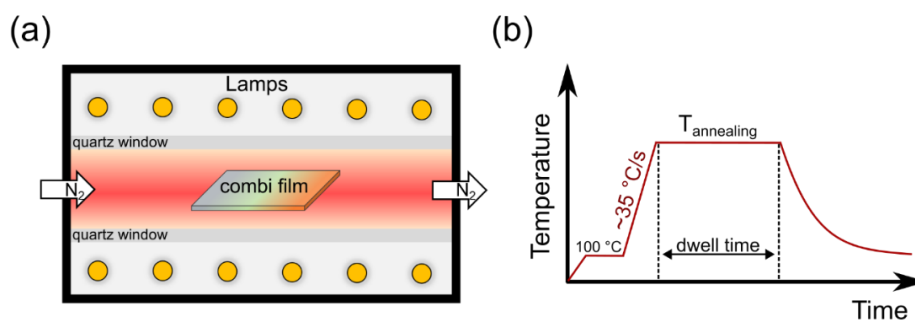 (a)
Lamps
quartz window
N2
combi film
N2
quartz window
(b)
Temperature
Tannealing
~35 °C/s
100 °C
dwell time
Time